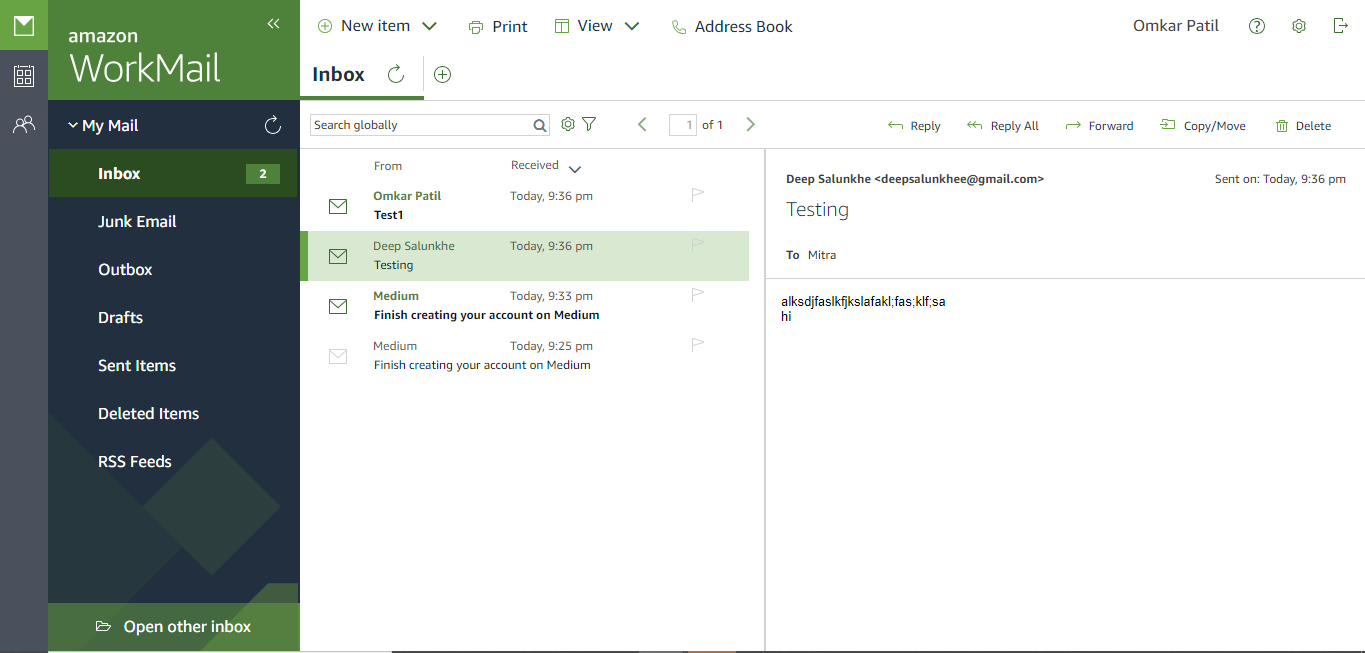 amazon
WorkMail
New item
Print
View
Address Book
Omkar Patil
Inbox
My Mail
Search globally
1 of 1
Reply
Reply All
Forward
Copy/Move
Delete
Inbox 2
Junk Email
Outbox
Drafts
Sent Items
Deleted Items
RSS Feeds
Open other inbox
From Received
Omkar Patil Today, 9:36 pm
Test1
Deep Salunkhe Today, 9:36 pm
Testing
Medium Today, 9:33 pm
Finish creating your account on Medium
Medium Today, 9:25 pm
Finish creating your account on Medium
Deep Salunkhe <deepsalunkhee@gmail.com> Sent on: Today, 9:36 pm
Testing
To Mitra
alksdjfaslkfjkslafakl;fas;klf;sa
hi